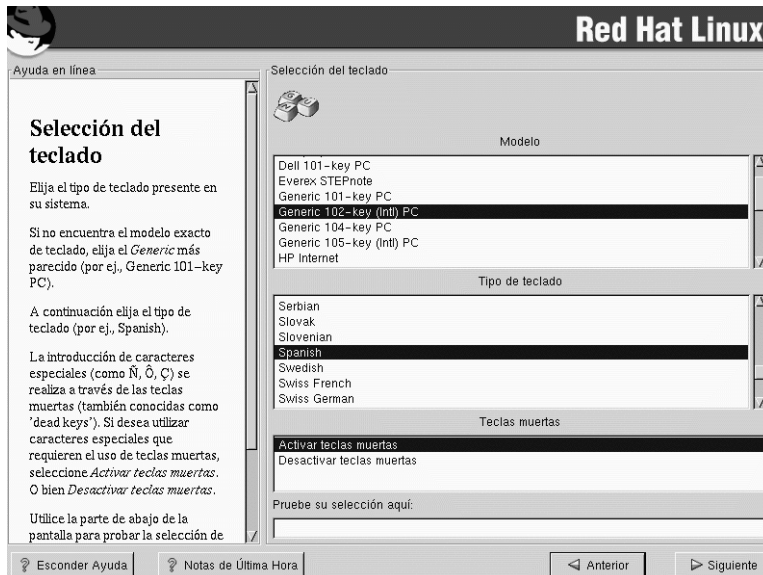 Red Hat Linux
Ayuda en línea
Selección del
teclado
Elija el tipo de teclado presente en
su sistema.
Si no encuentra el modelo exacto
de teclado, elija el Generic más
parecido (por ej., Generic 101-key
PC).
A continuación elija el tipo de
teclado (por ej., Spanish).
La introducción de caracteres
especiales (como Ñ, Ô, Ç) se
realiza a través de las teclas
muertas (también conocidas como
'dead keys'). Si desea utilizar
caracteres especiales que
requieren el uso de teclas muertas,
seleccione Activar teclas muertas.
O bien Desactivar teclas muertas.
Utilice la parte de abajo de la
pantalla para probar la selección de
Selección del teclado
Modelo
Dell 101-key PC
Everex STEPnote
Generic 101-key PC
Generic 102-key (Intl) PC
Generic 104-key PC
Generic 105-key (Intl) PC
HP Internet
Tipo de teclado
Serbian
Slovak
Slovenian
Spanish
Swedish
Swiss French
Swiss German
Teclas muertas
Activar teclas muertas
Desactivar teclas muertas
Pruebe su selección aquí:
Esconder Ayuda
Notas de Última Hora
Anterior
Siguiente